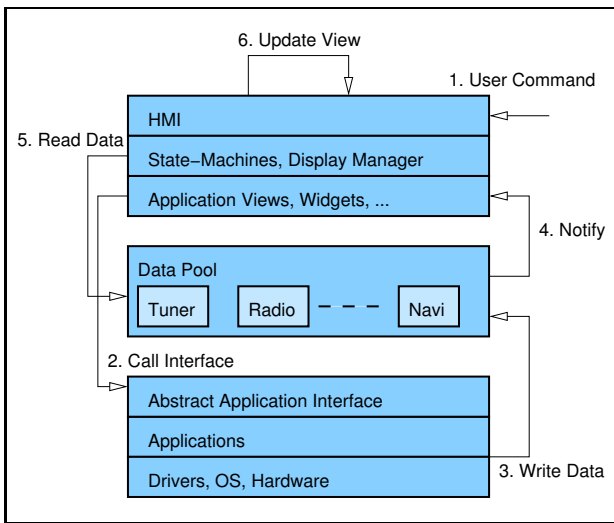 6. Update View
1. User Command
HMI
5. Read Data
State-Machines, Display Manager
Application Views, Widgets, ...
4. Notify
Data Pool
Tuner
Radio
Navi
2. Call Interface
Abstract Application Interface
Applications
3. Write Data
Drivers, OS, Hardware